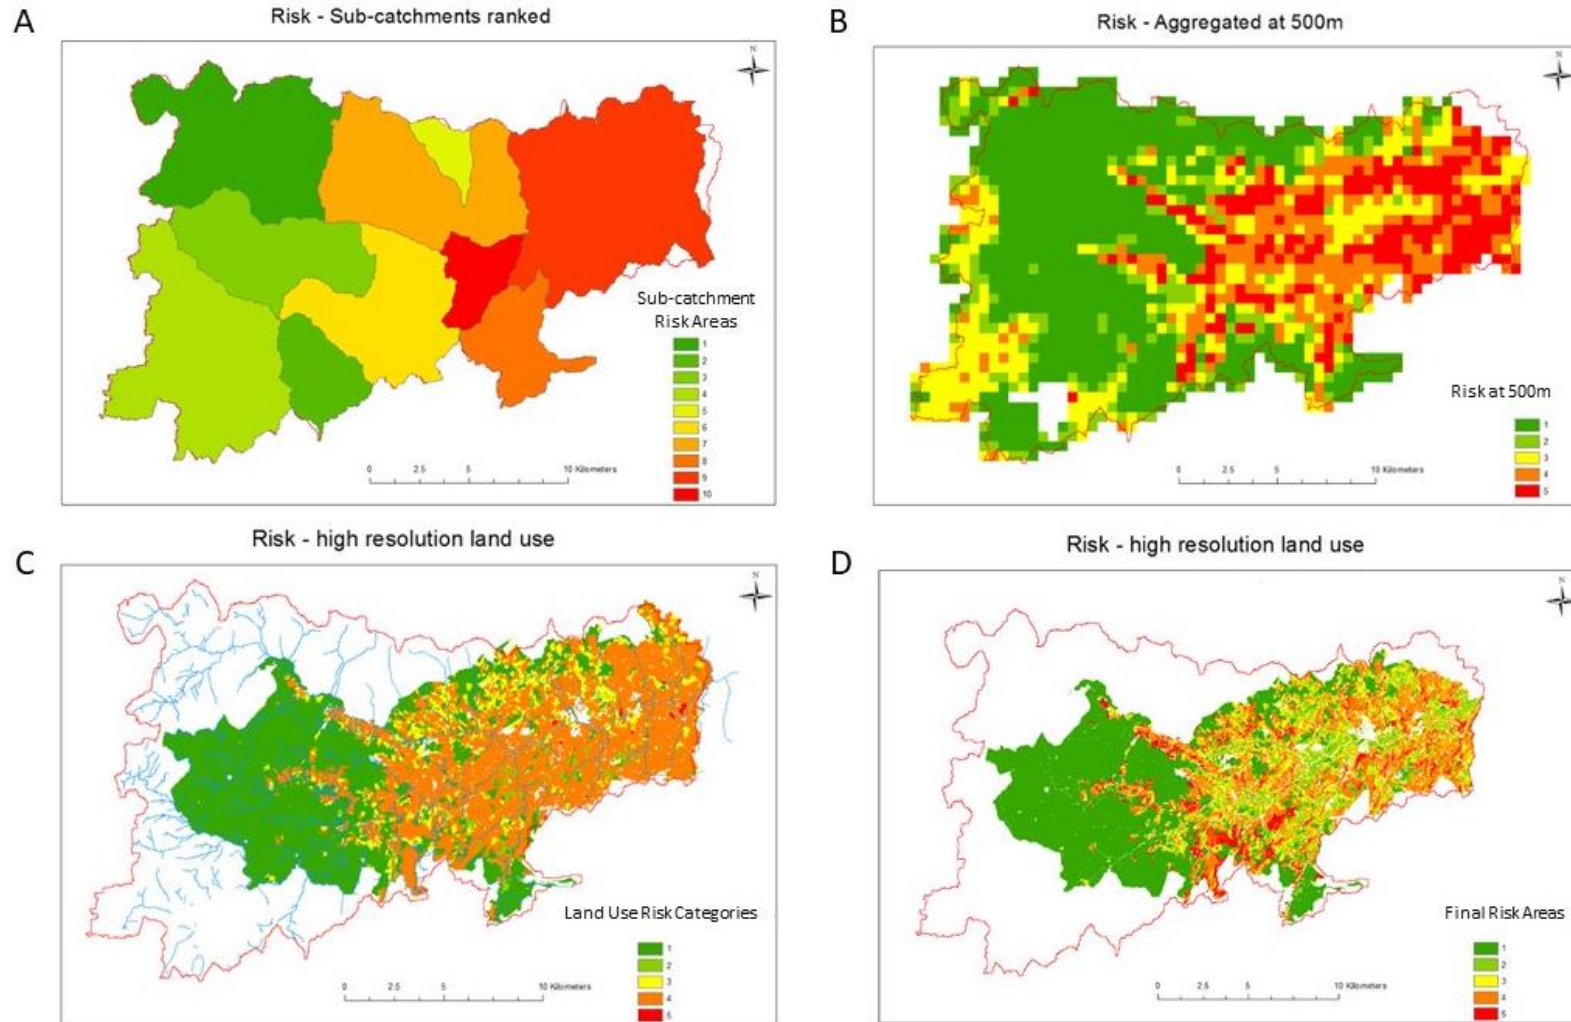 A
Risk - Sub-catchments ranked
N
Sub-catchment
Risk Areas
1
2
3
4
5
6
7
8
9
10
0 2.5 5 10 Kilometers
B
Risk - Aggregated at 500m
N
Risk at 500m
1
2
3
4
5
0 2.5 5 10 Kilometers
C
Risk - high resolution land use
N
Land Use Risk Categories
1
2
3
4
5
0 2.5 5 10 Kilometers
D
Risk - high resolution land use
N
Final Risk Areas
1
2
3
4
5
0 2.5 5 10 Kilometers